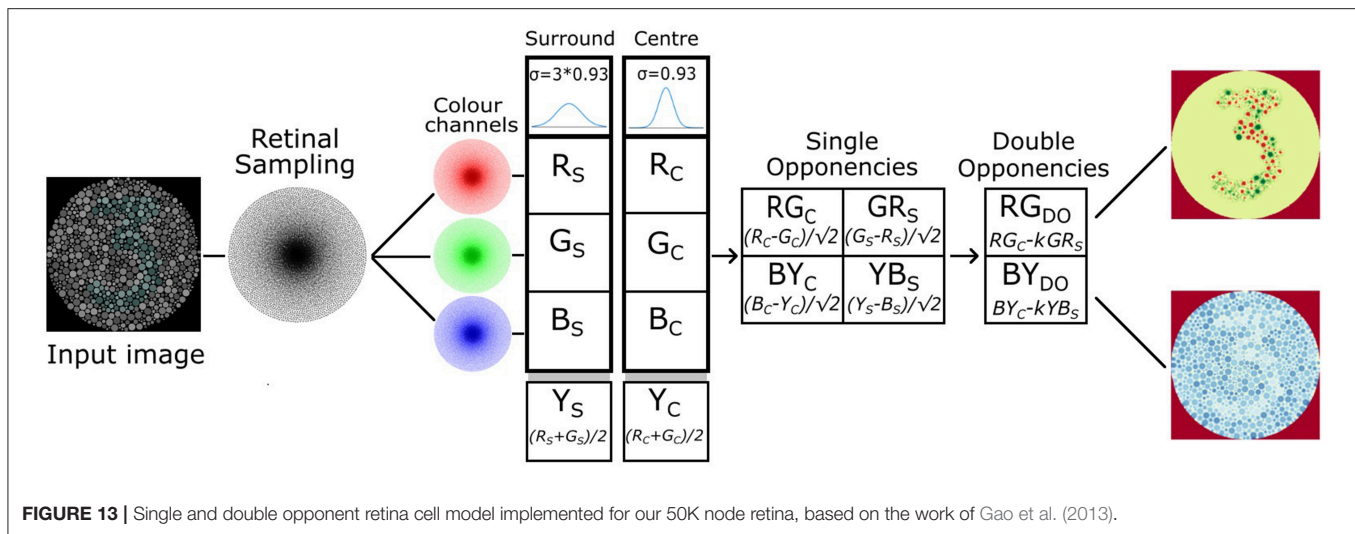 Surround
Centre
σ=3*0.93
σ=0.93
Colour
channels
Retinal
Sampling
Input image
R_S
R_C
G_S
G_C
B_S
B_C
Y_S
(R_S+G_S)/2
Y_C
(R_C+G_C)/2
Single
Opponencies
RG_C
(R_C-G_C)/√2
GR_S
(G_S-R_S)/√2
BY_C
(B_C-Y_C)/√2
YB_S
(Y_S-B_S)/√2
Double
Opponencies
RG_DO
RG_C-kGR_S
BY_DO
BY_C-kYB_S
3
FIGURE 13 | Single and double opponent retina cell model implemented for our 50K node retina, based on the work of Gao et al. (2013).